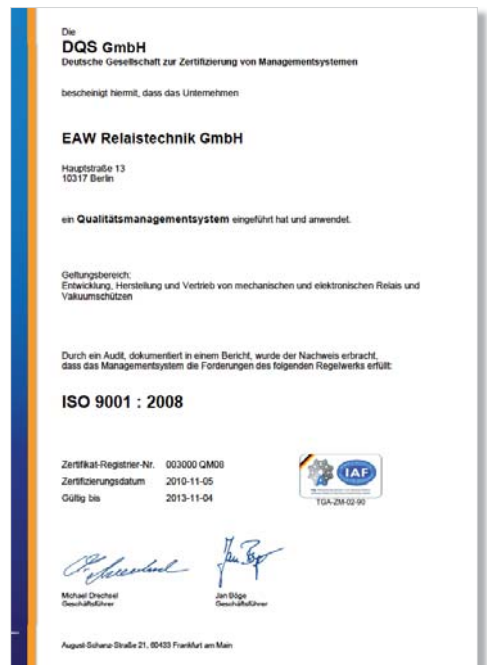 Die
DQS GmbH
Deutsche Gesellschaft zur Zertifizierung von Managementsystemen
bescheinigt hiermit, dass das Unternehmen
EAW Relaistechnik GmbH
Hauptstraße 13
10317 Berlin
ein Qualitätsmanagementsystem eingeführt hat und anwendet.
Geltungsbereich:
Entwicklung, Herstellung und Vertrieb von mechanischen und elektronischen Relais und
Vakuumschützen
Durch ein Audit, dokumentiert in einem Bericht, wurde der Nachweis erbracht,
dass das Managementsystem die Forderungen des folgenden Regelwerks erfüllt:
ISO 9001 : 2008
Zertifikat-Registrier-Nr. 003000 QM08
Zertifizierungsdatum 2010-11-05
Gültig bis 2013-11-04
IAF
TGA-ZM-02-90
Michael Drechsel
Geschäftsführer
Jan Böge
Geschäftsführer
August-Schanz-Straße 21, 60433 Frankfurt am Main